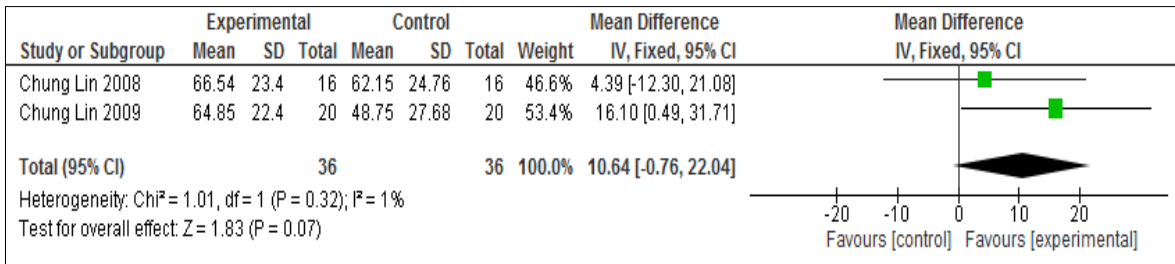 Experimental Control Mean Difference Mean Difference
Study or Subgroup Mean SD Total Mean SD Total Weight IV, Fixed, 95% CI IV, Fixed, 95% CI
Chung Lin 2008 66.54 23.4 16 62.15 24.76 16 46.6% 4.39 [-12.30, 21.08]
Chung Lin 2009 64.85 22.4 20 48.75 27.68 20 53.4% 16.10 [0.49, 31.71]
Total (95% CI) 36 36 100.0% 10.64 [-0.76, 22.04]
Heterogeneity: Chi² = 1.01, df = 1 (P = 0.32); I² = 1%
Test for overall effect: Z = 1.83 (P = 0.07)
-20 -10 0 10 20
Favours [control] Favours [experimental]